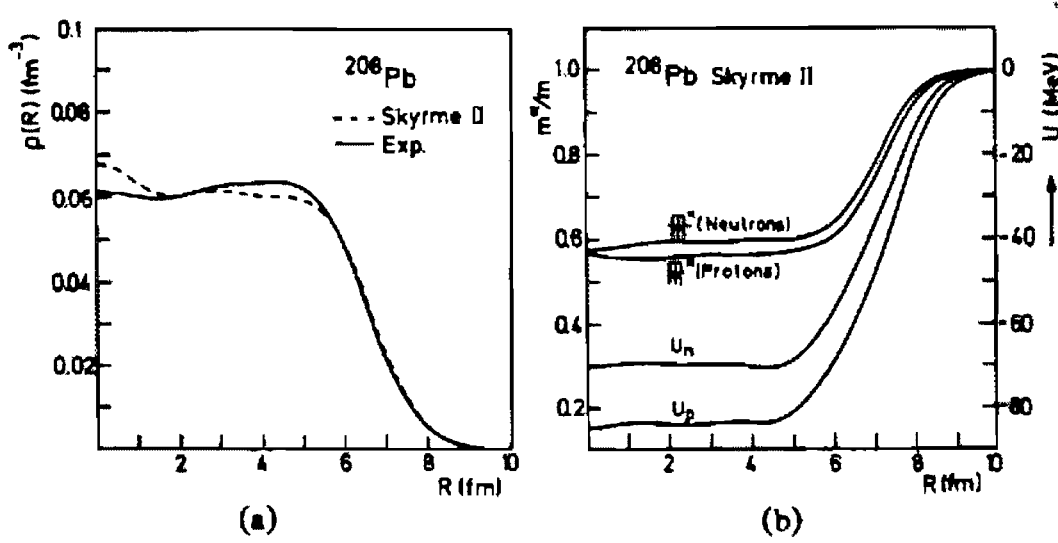 0.1
ρ(R) (fm⁻³)
0.08
0.06
0.04
0.02
²⁰⁸Pb
Skyrme II
Exp.
2 4 6 8 10
R (fm)
(a)
²⁰⁸Pb Skyrme II
m*/m
1.0
0.8
0.6
0.4
0.2
m*/m (Neutrons)
m*/m (Protons)
Uₙ
Uₚ
0
-20
-40
-60
-80
U (MeV)
2 4 6 8 10
R (fm)
(b)